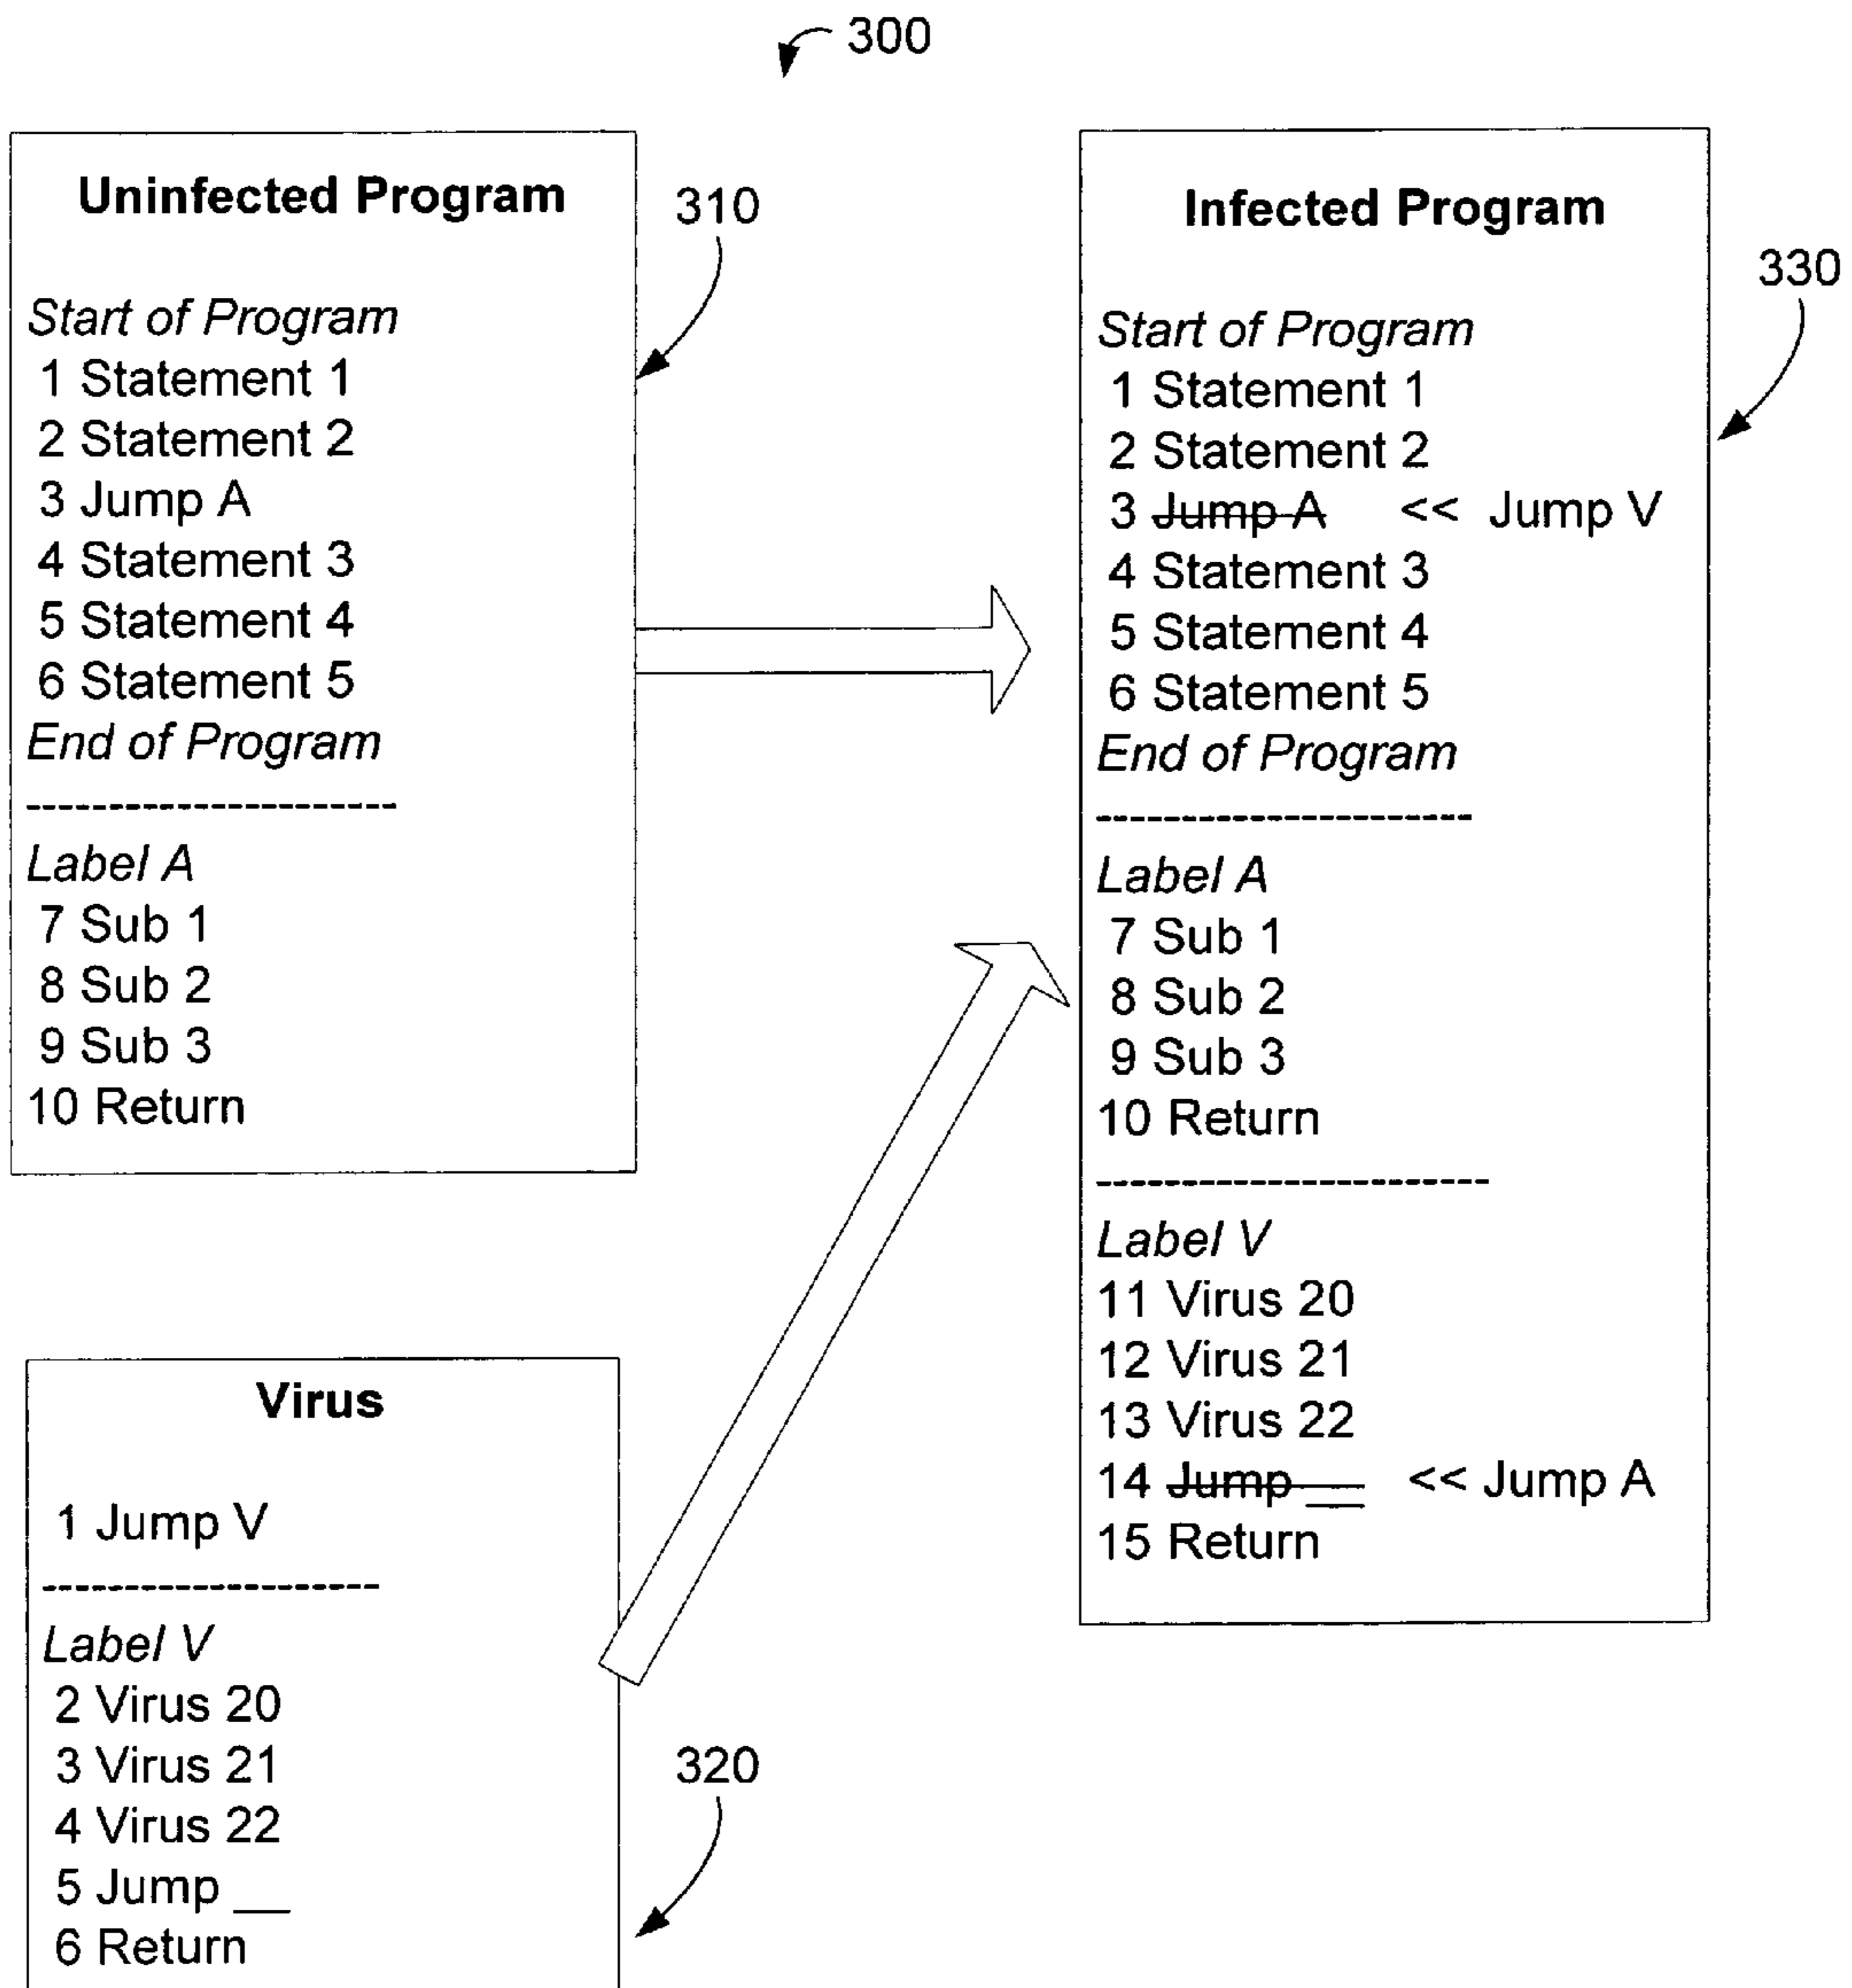 300
Uninfected Program
310
Start of Program
1 Statement 1
2 Statement 2
3 Jump A
4 Statement 3
5 Statement 4
6 Statement 5
End of Program
-----------------------
Label A
7 Sub 1
8 Sub 2
9 Sub 3
10 Return
Virus
1 Jump V
---------------------
Label V
2 Virus 20
3 Virus 21
4 Virus 22
5 Jump __
6 Return
320
Infected Program
330
Start of Program
1 Statement 1
2 Statement 2
3 Jump A << Jump V
4 Statement 3
5 Statement 4
6 Statement 5
End of Program
-----------------------
Label A
7 Sub 1
8 Sub 2
9 Sub 3
10 Return
------------------------
Label V
11 Virus 20
12 Virus 21
13 Virus 22
14 Jump __ << Jump A
15 Return